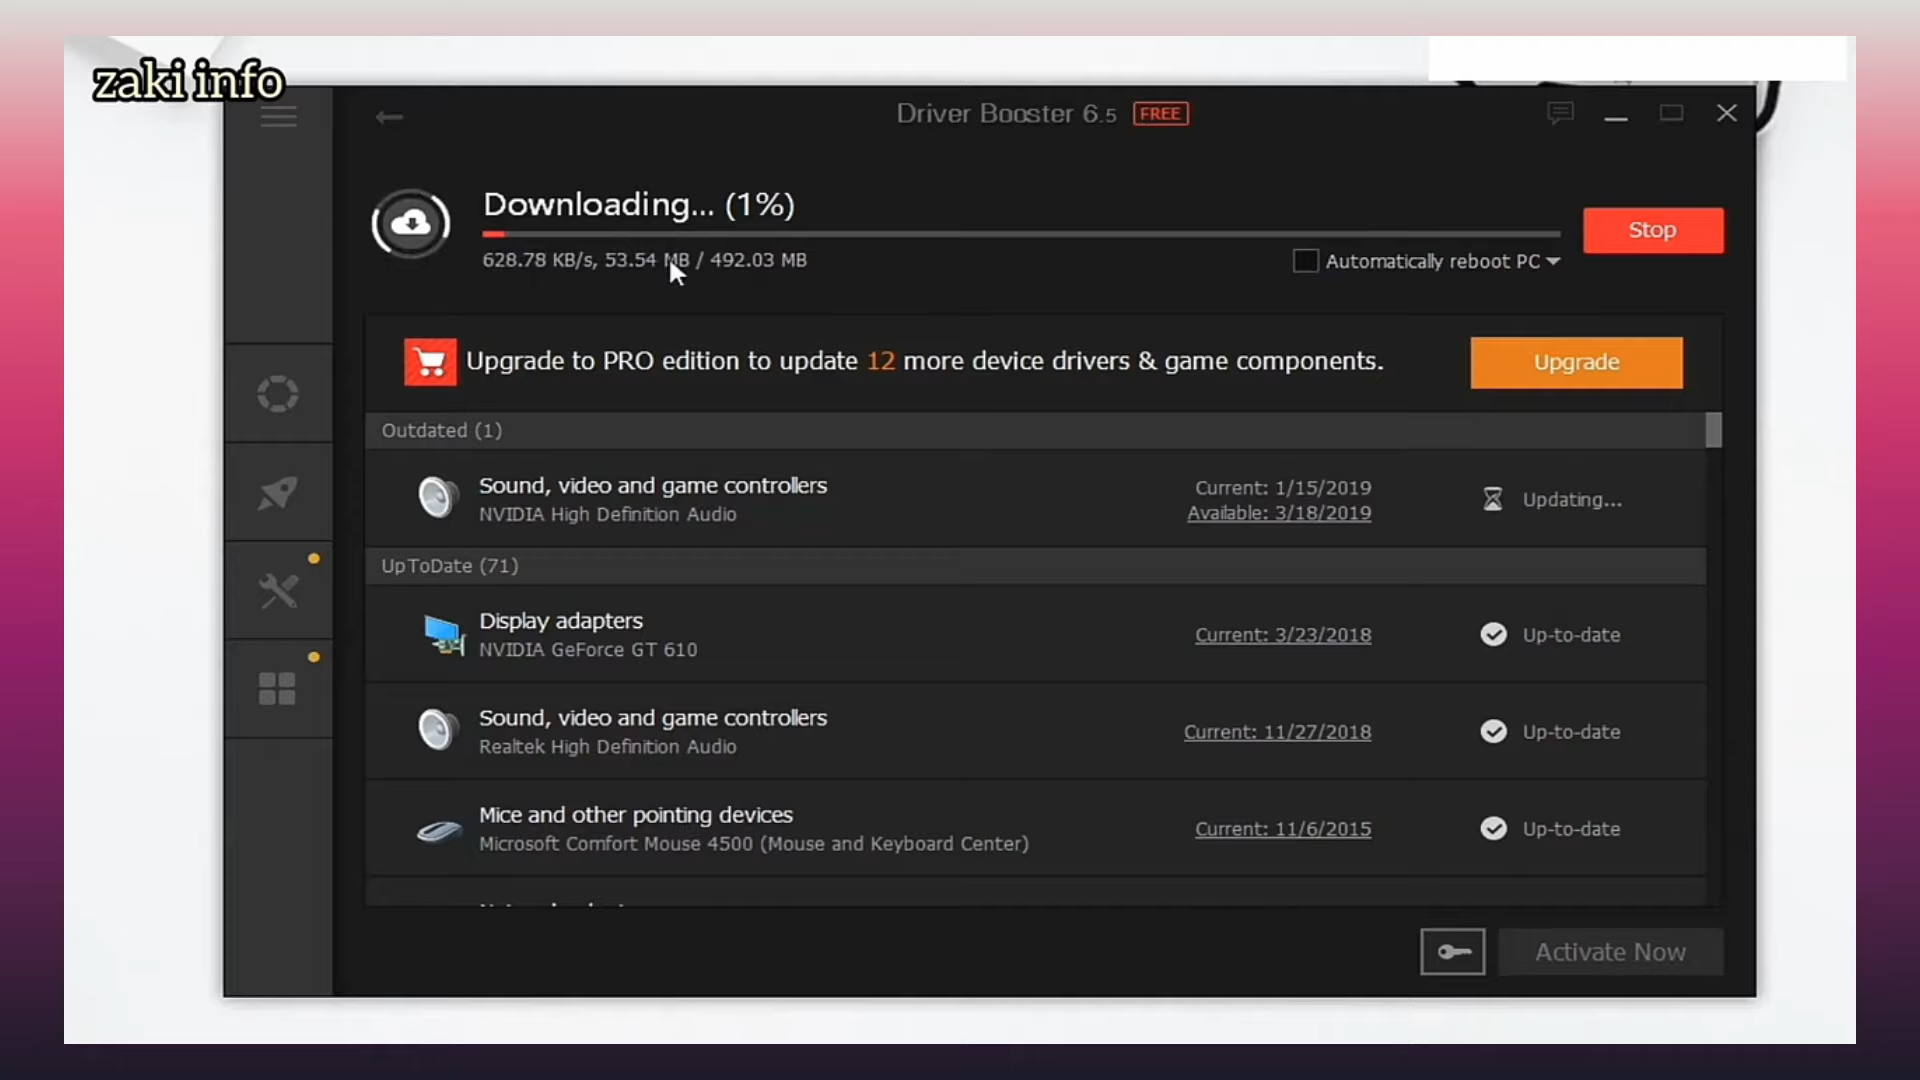 zaki info
Driver Booster 6.5 FREE
Downloading... (1%)
Stop
628.78 KB/s, 53.54 MB / 492.03 MB
Automatically reboot PC
Upgrade to PRO edition to update 12 more device drivers & game components.
Upgrade
Outdated (1)
Sound, video and game controllers
NVIDIA High Definition Audio
Current: 1/15/2019
Available: 3/18/2019
Updating...
UpToDate (71)
Display adapters
NVIDIA GeForce GT 610
Current: 3/23/2018
Up-to-date
Sound, video and game controllers
Realtek High Definition Audio
Current: 11/27/2018
Up-to-date
Mice and other pointing devices
Microsoft Comfort Mouse 4500 (Mouse and Keyboard Center)
Current: 11/6/2015
Up-to-date
Activate Now